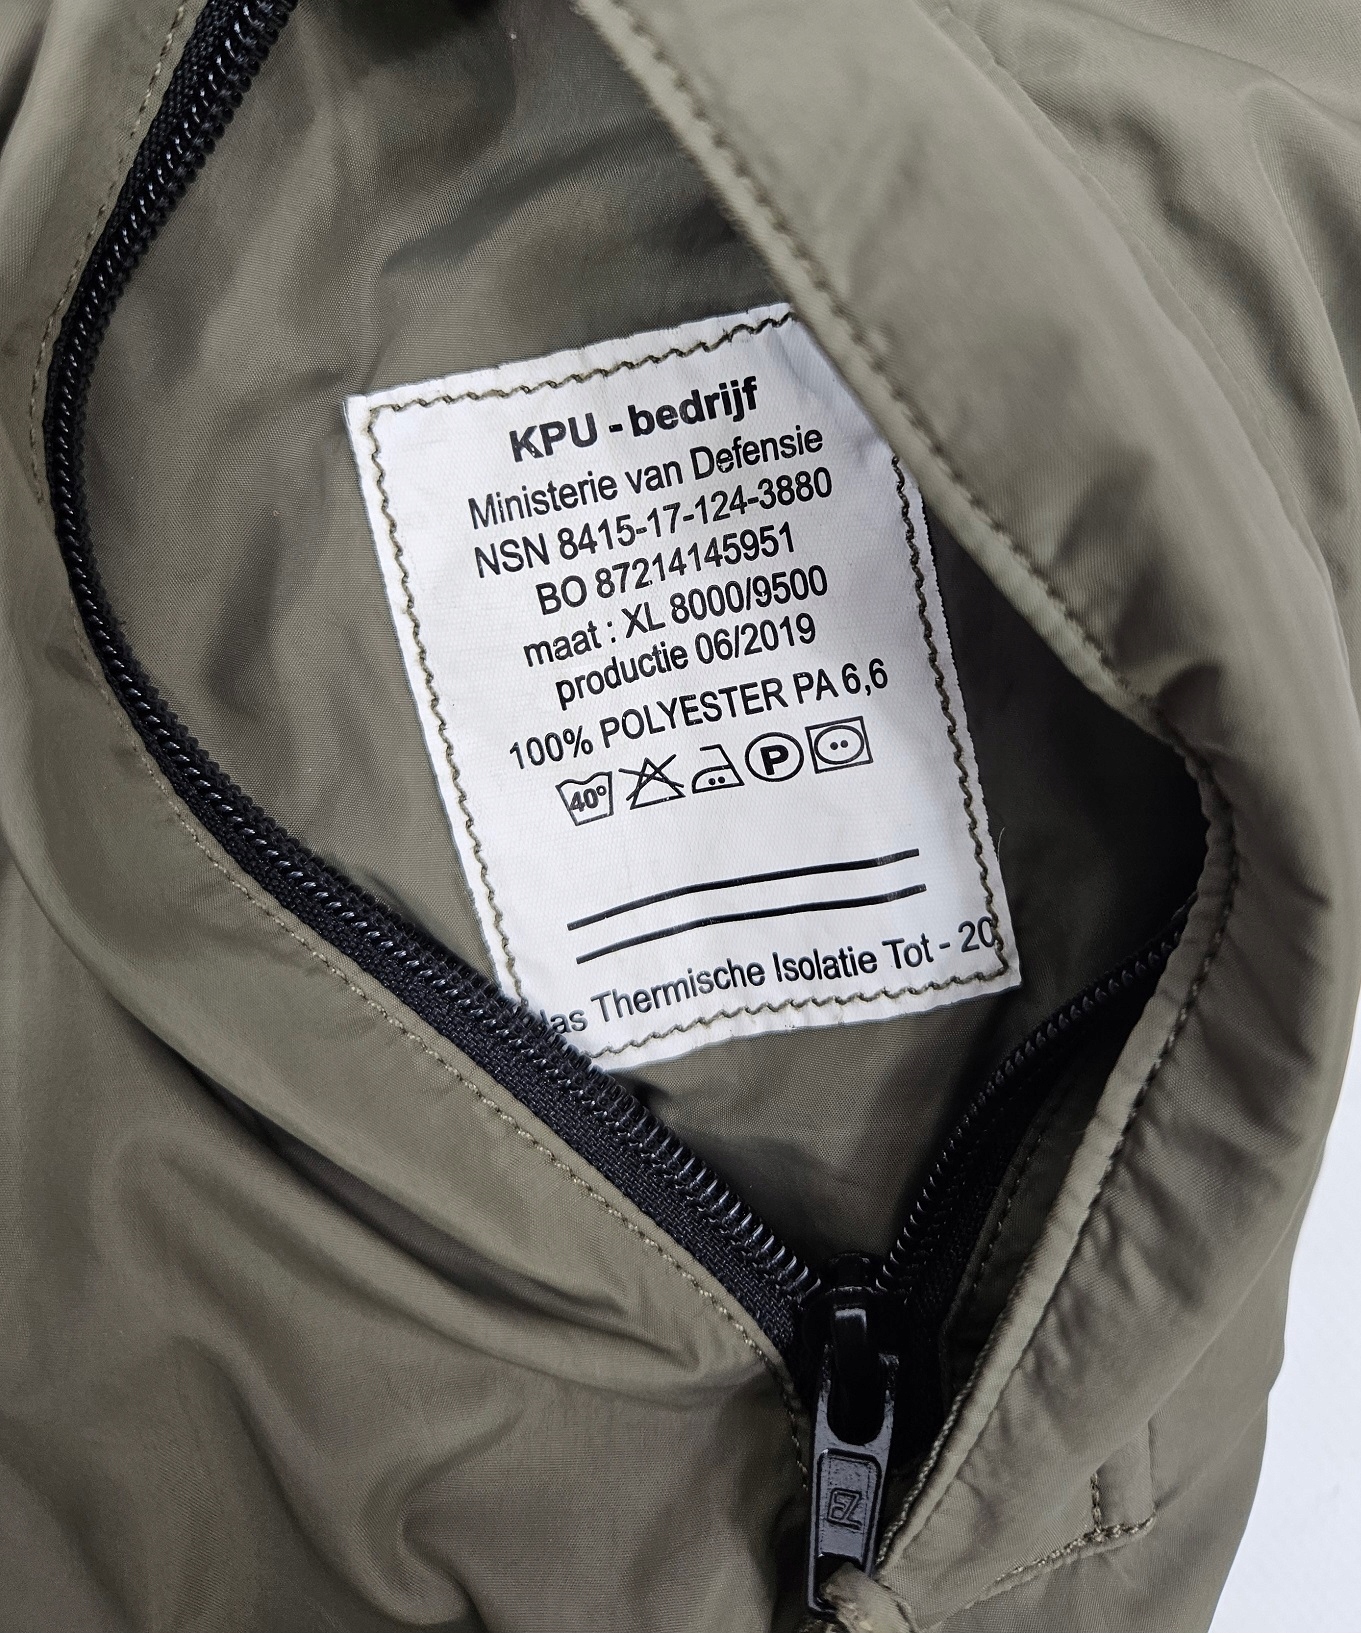 KPU - bedrijf
Ministerie van Defensie
NSN 8415-17-124-3880
BO 87214145951
maat : XL 8000/9500
productie 06/2019
100% POLYESTER PA 6,6
40° P
Thermische Isolatie Tot - 20